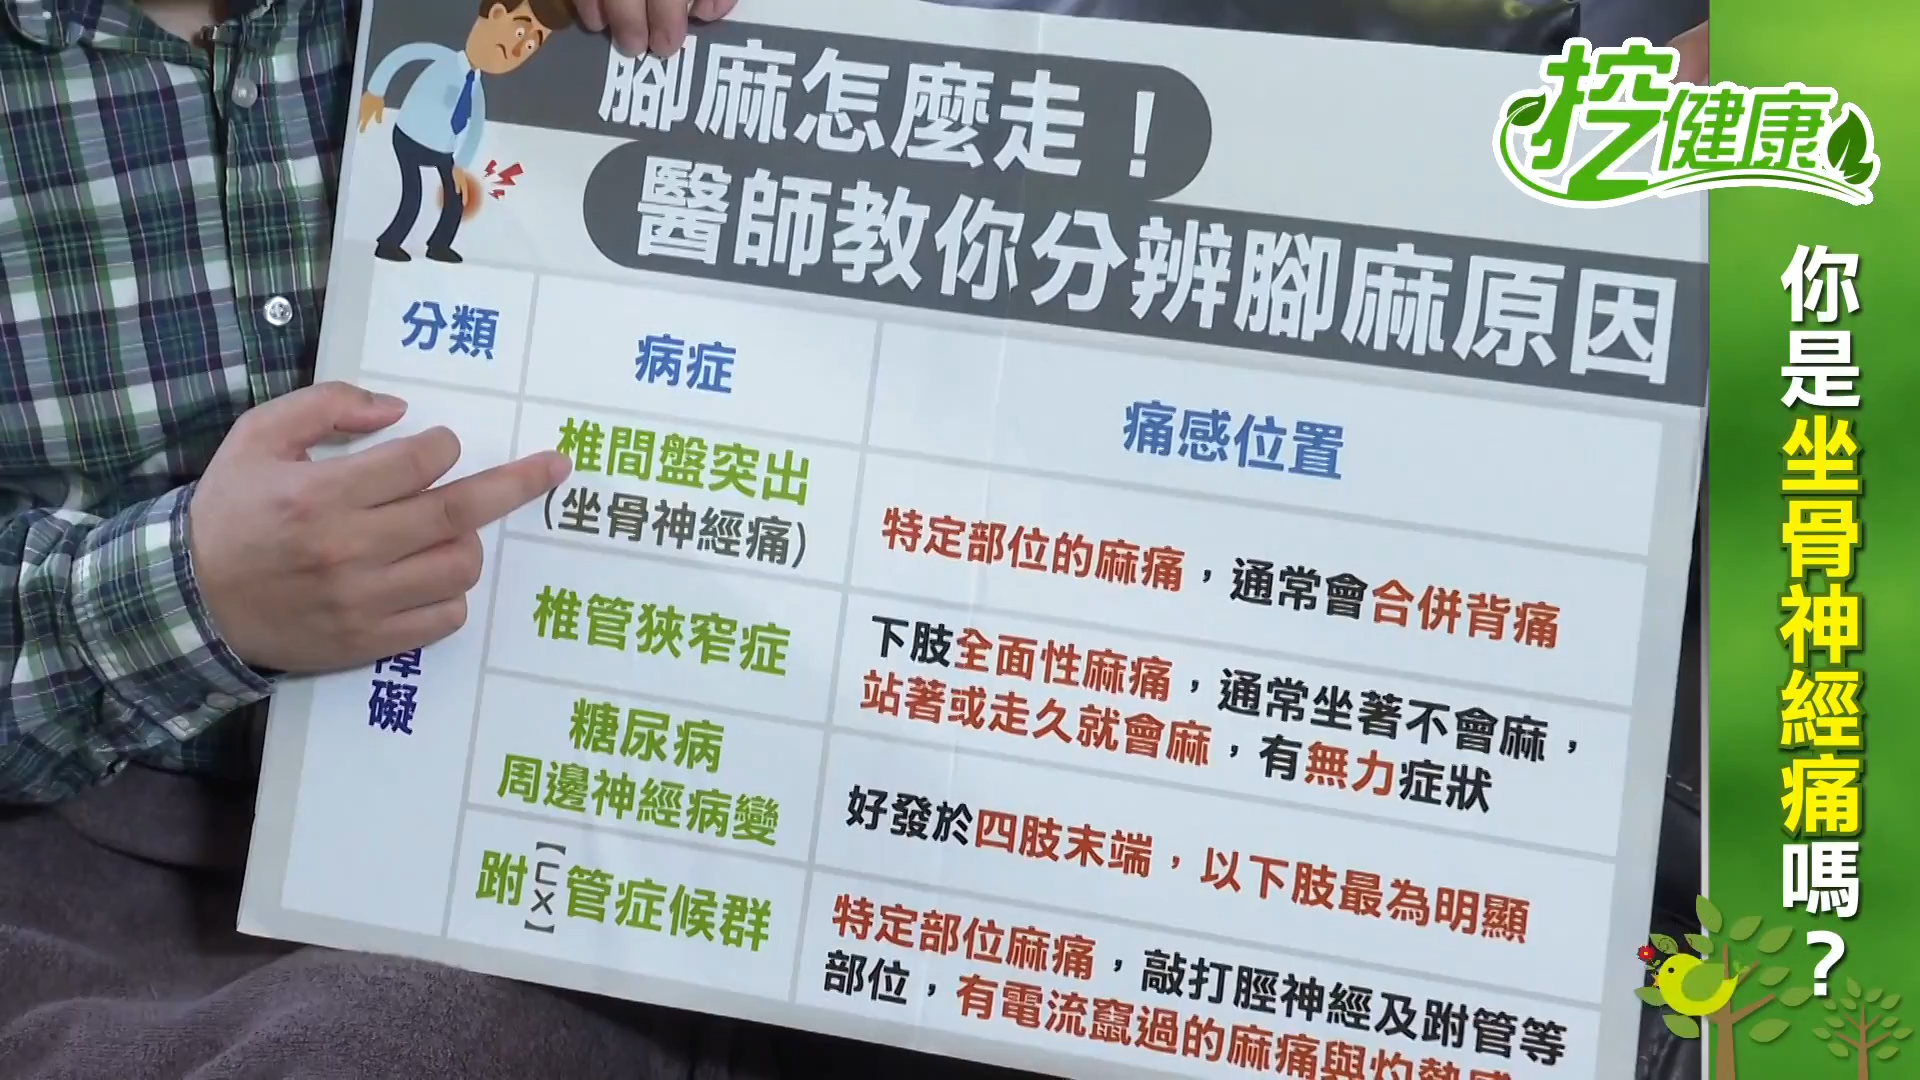 腳麻怎麼走！
醫師教你分辨腳麻原因
分類
病症
痛感位置
椎間盤突出
(坐骨神經痛)
特定部位的麻痛，通常會合併背痛
椎管狹窄症
下肢全面性麻痛，通常坐著不會麻，
站著或走久就會麻，有無力症狀
障
礙
糖尿病
周邊神經病變
好發於四肢末端，以下肢最為明顯
跗【ㄈㄨ】管症候群
特定部位麻痛，敲打脛神經及跗管等
部位，有電流竄過的麻痛與灼熱感
挖健康
你是坐骨神經痛嗎？